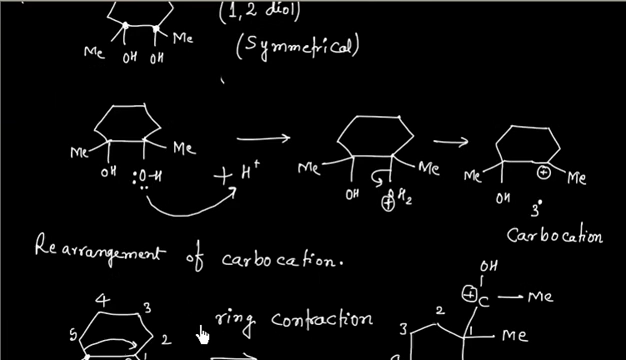 (1,2 diol)
Me OH OH Me
(Symmetrical)
Me OH :O-H Me + H⁺
Me OH ⊕OH₂ Me
Me OH ⊕ Me
3°
Carbocation
Rearrangement of carbocation.
OH
⊕C—Me
4 3
5 2
1
ring contraction
3 2
1 Me